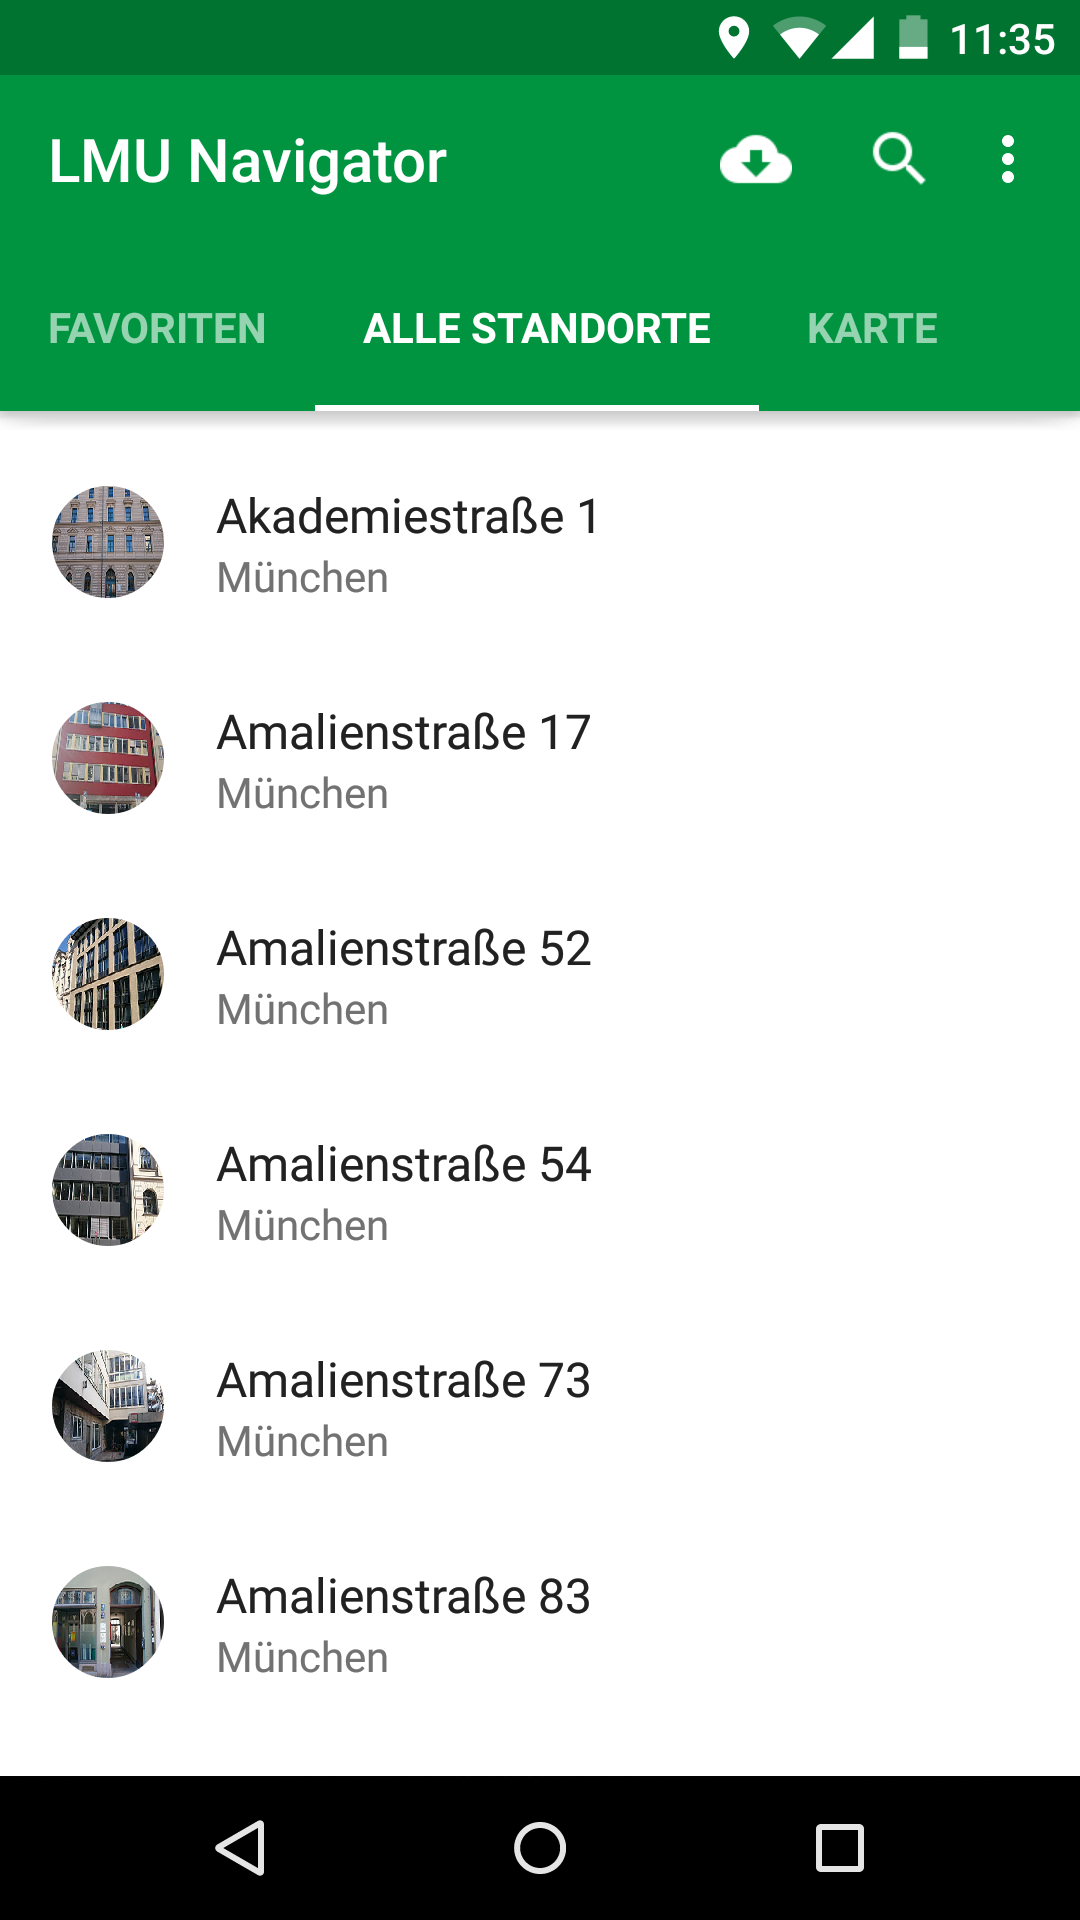 11:35
LMU Navigator
FAVORITEN ALLE STANDORTE KARTE
Akademiestraße 1
München
Amalienstraße 17
München
Amalienstraße 52
München
Amalienstraße 54
München
Amalienstraße 73
München
Amalienstraße 83
München